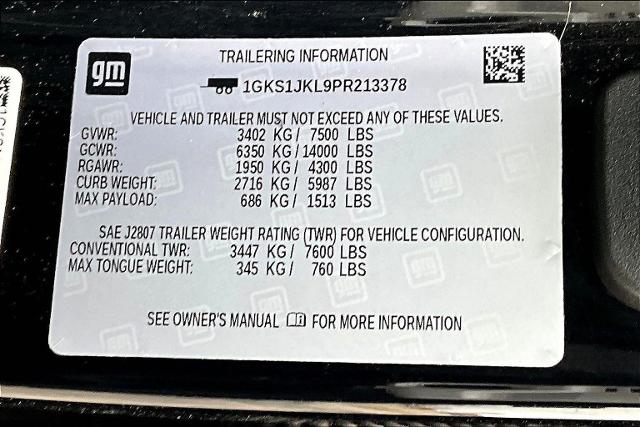 gm
TRAILERING INFORMATION
1GKS1JKL9PR213378
VEHICLE AND TRAILER MUST NOT EXCEED ANY OF THESE VALUES.
GVWR: 3402 KG / 7500 LBS
GCWR: 6350 KG / 14000 LBS
RGAWR: 1950 KG / 4300 LBS
CURB WEIGHT: 2716 KG / 5987 LBS
MAX PAYLOAD: 686 KG / 1513 LBS
SAE J2807 TRAILER WEIGHT RATING (TWR) FOR VEHICLE CONFIGURATION.
CONVENTIONAL TWR: 3447 KG / 7600 LBS
MAX TONGUE WEIGHT: 345 KG / 760 LBS
SEE OWNER'S MANUAL FOR MORE INFORMATION